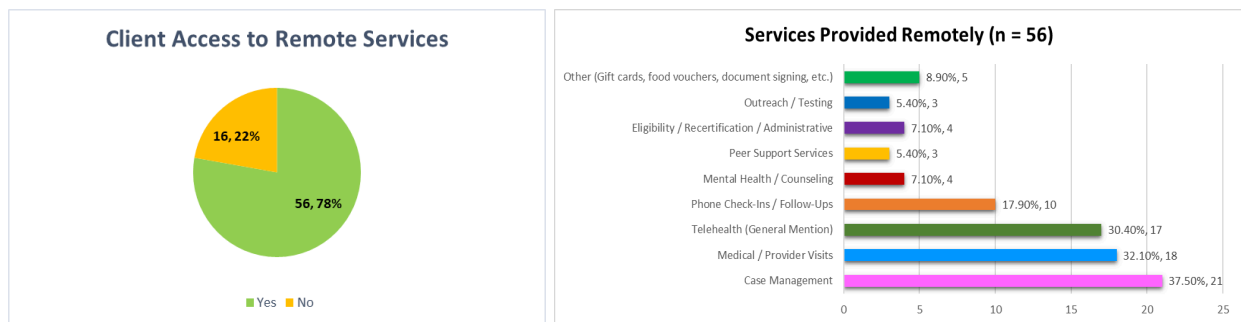 Client Access to Remote Services
16, 22%
56, 78%
Yes No
Services Provided Remotely (n = 56)
Other (Gift cards, food vouchers, document signing, etc.) 8.90%, 5
Outreach / Testing 5.40%, 3
Eligibility / Recertification / Administrative 7.10%, 4
Peer Support Services 5.40%, 3
Mental Health / Counseling 7.10%, 4
Phone Check-Ins / Follow-Ups 17.90%, 10
Telehealth (General Mention) 30.40%, 17
Medical / Provider Visits 32.10%, 18
Case Management 37.50%, 21
0 5 10 15 20 25